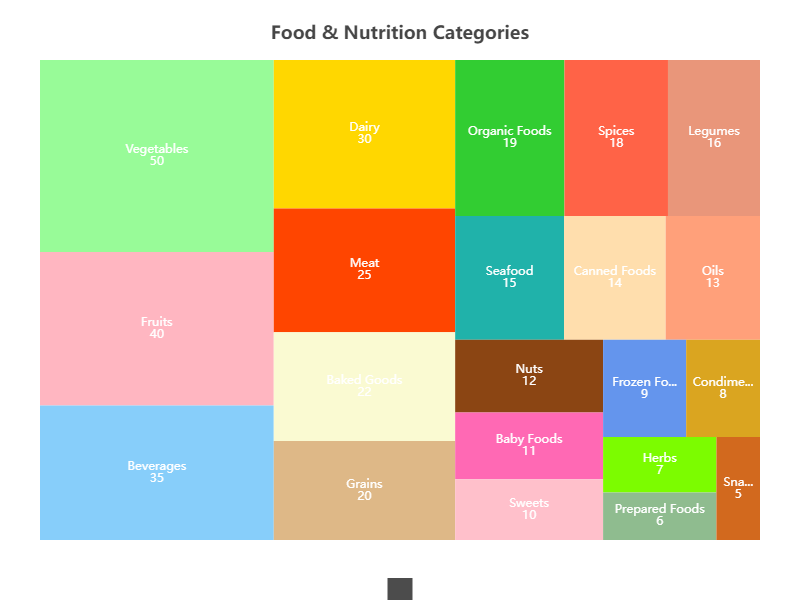 Food & Nutrition Categories
Vegetables
50
Fruits
40
Beverages
35
Dairy
30
Meat
25
Baked Goods
22
Grains
20
Organic Foods
19
Spices
18
Legumes
16
Seafood
15
Canned Foods
14
Oils
13
Nuts
12
Baby Foods
11
Sweets
10
Frozen Fo...
9
Condime...
8
Herbs
7
Prepared Foods
6
Sna...
5